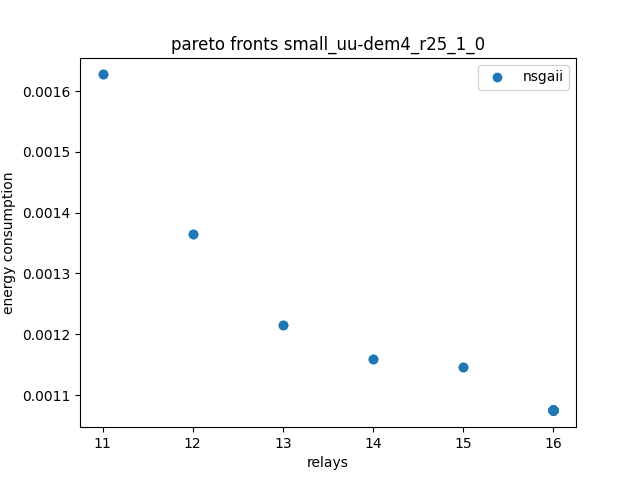 pareto fronts small_uu-dem4_r25_1_0
nsgaii
0.0016
0.0015
0.0014
0.0013
0.0012
0.0011
energy consumption
11 12 13 14 15 16
relays